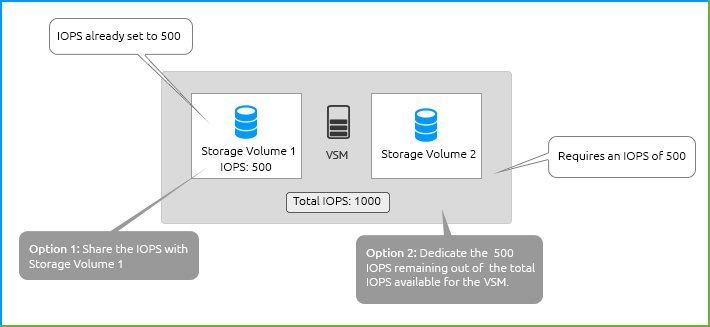 IOPS already set to 500
Storage Volume 1
IOPS: 500
VSM
Storage Volume 2
Requires an IOPS of 500
Total IOPS: 1000
Option 1: Share the IOPS with
Storage Volume 1
Option 2: Dedicate the 500
IOPS remaining out of the total
IOPS available for the VSM.